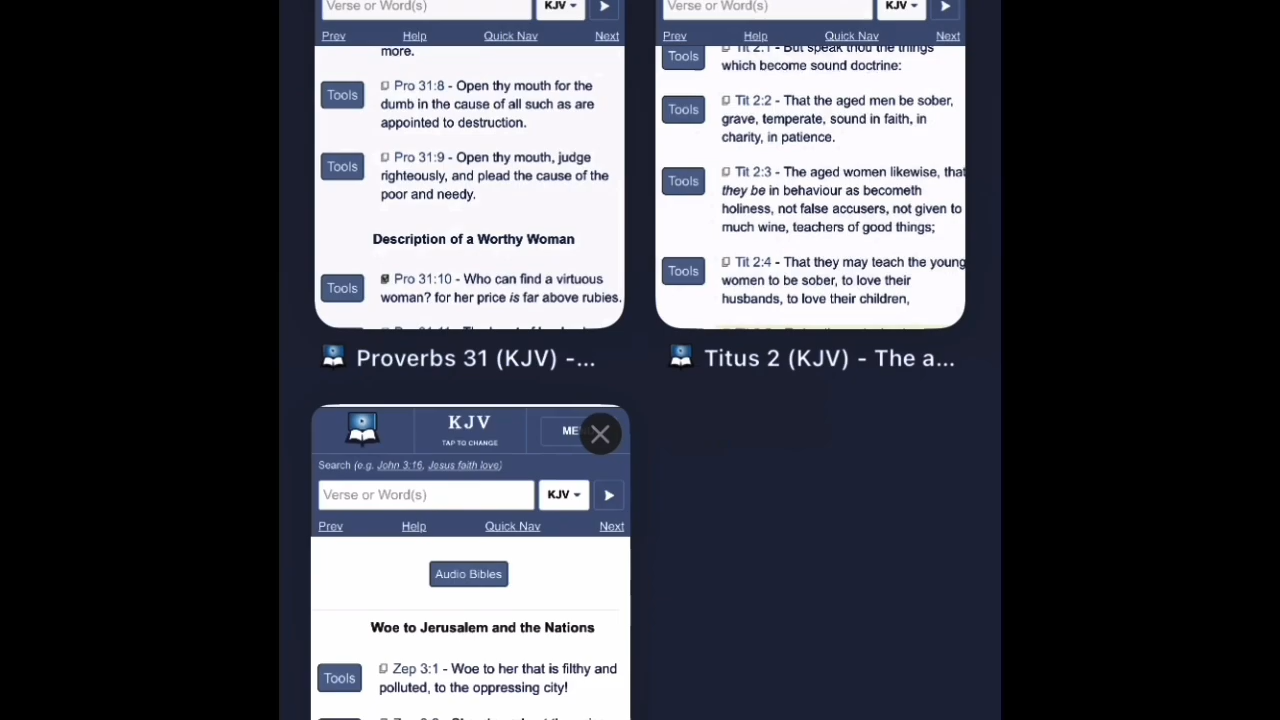 Verse or Word(s)
KJV
Prev
Help
Quick Nav
Next
more.
Tools
Pro 31:8 - Open thy mouth for the
dumb in the cause of all such as are
appointed to destruction.
Tools
Pro 31:9 - Open thy mouth, judge
righteously, and plead the cause of the
poor and needy.
Description of a Worthy Woman
Tools
Pro 31:10 - Who can find a virtuous
woman? for her price is far above rubies.
Proverbs 31 (KJV) -...
Verse or Word(s)
KJV
Prev
Help
Quick Nav
Next
Tools
Tit 2:1 - But speak thou the things
which become sound doctrine:
Tools
Tit 2:2 - That the aged men be sober,
grave, temperate, sound in faith, in
charity, in patience.
Tools
Tit 2:3 - The aged women likewise, that
they be in behaviour as becometh
holiness, not false accusers, not given to
much wine, teachers of good things;
Tools
Tit 2:4 - That they may teach the young
women to be sober, to love their
husbands, to love their children,
Titus 2 (KJV) - The a...
KJV
TAP TO CHANGE
ME
Search (e.g. John 3:16, Jesus faith love)
Verse or Word(s)
KJV
Prev
Help
Quick Nav
Next
Audio Bibles
Woe to Jerusalem and the Nations
Tools
Zep 3:1 - Woe to her that is filthy and
polluted, to the oppressing city!